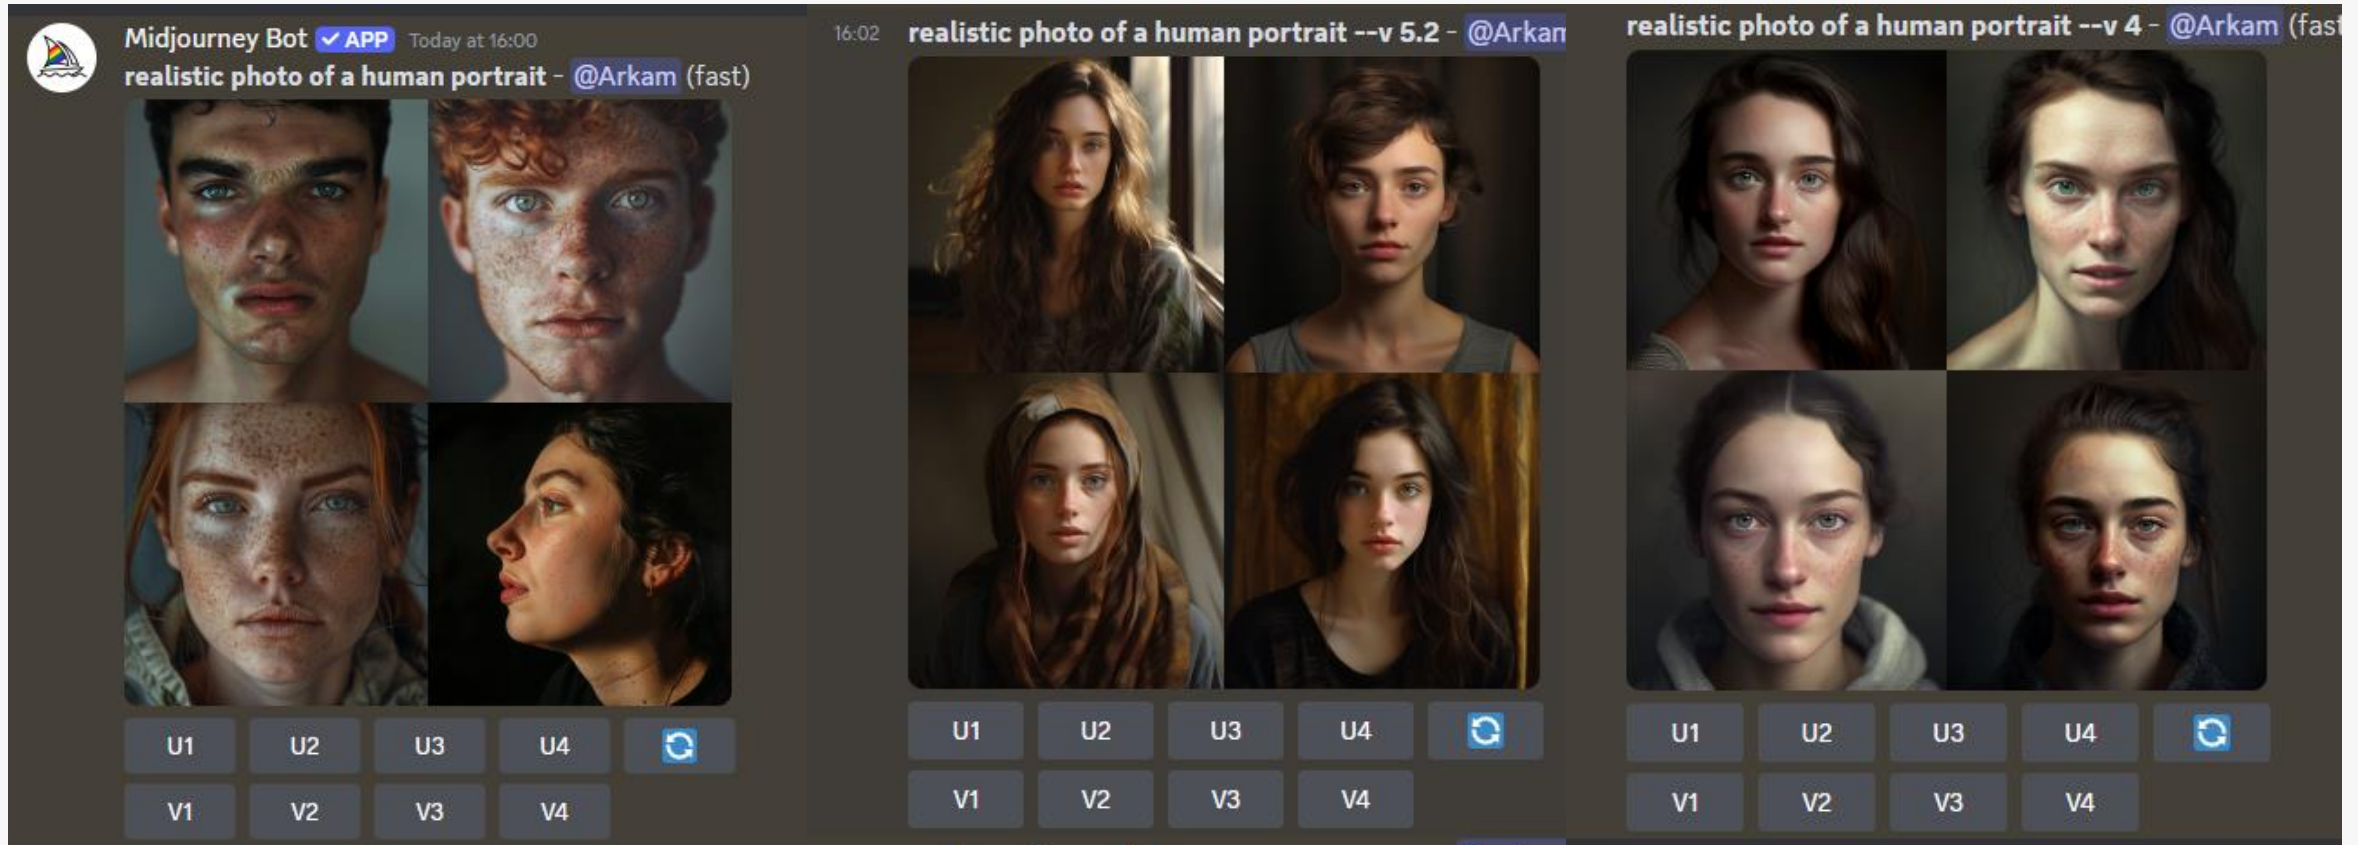 Midjourney Bot ✓ APP Today at 16:00
realistic photo of a human portrait - @Arkam (fast)
U1 U2 U3 U4
V1 V2 V3 V4
16:02 realistic photo of a human portrait --v 5.2 - @Arkam
U1 U2 U3 U4
V1 V2 V3 V4
realistic photo of a human portrait --v 4 - @Arkam (fast
U1 U2 U3 U4
V1 V2 V3 V4